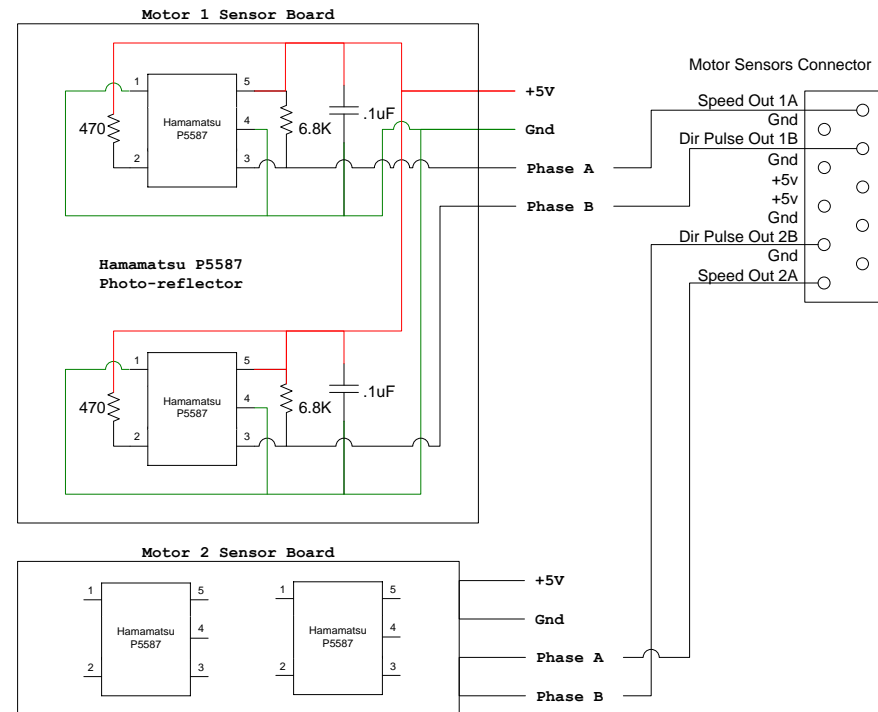 Motor 1 Sensor Board
Motor Sensors Connector
1
5
Hamamatsu
P5587
4
2
3
470
6.8K
.1uF
+5V
Gnd
Phase A
Phase B
Speed Out 1A
Gnd
Dir Pulse Out 1B
Gnd
+5v
+5v
Gnd
Dir Pulse Out 2B
Gnd
Speed Out 2A
Hamamatsu P5587
Photo-reflector
1
5
Hamamatsu
P5587
4
2
3
470
6.8K
.1uF
Motor 2 Sensor Board
1
5
Hamamatsu
P5587
4
2
3
1
5
Hamamatsu
P5587
4
2
3
+5V
Gnd
Phase A
Phase B